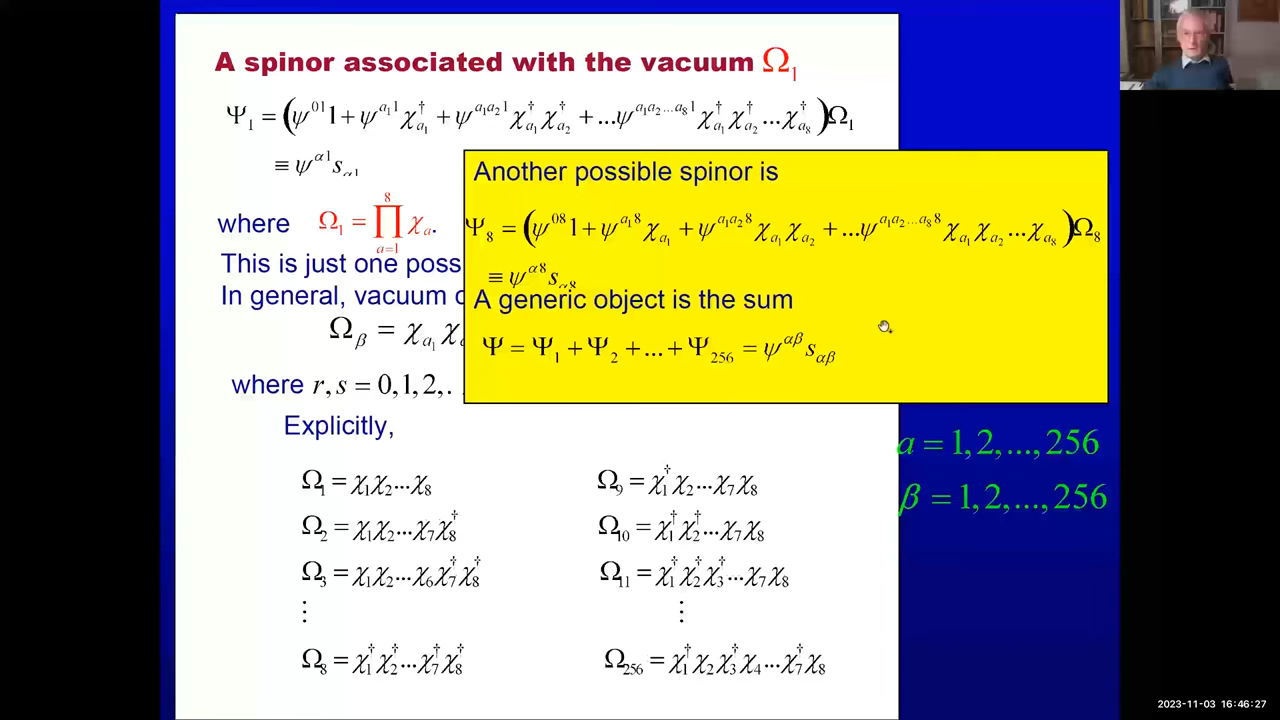 A spinor associated with the vacuum Ω₁
Ψ₁ = (ψ⁰¹1 + ψ^{a₁1} χ†_{a₁} + ψ^{a₁a₂1} χ†_{a₁} χ†_{a₂} + ...ψ^{a₁a₂...a₈1} χ†_{a₁} χ†_{a₂}...χ†_{a₈})Ω₁
≡ ψ^{α1} s_{α1}
where Ω₁ = ∏_{a=1}^{8} χ_a.
This is just one poss
In general, vacuum
Ω_β = χ_{a₁} χ
where r, s = 0,1,2,.
Explicitly,
Another possible spinor is
Ψ₈ = (ψ⁰⁸1 + ψ^{a₁8} χ_{a₁} + ψ^{a₁a₂8} χ_{a₁} χ_{a₂} + ...ψ^{a₁a₂...a₈8} χ_{a₁} χ_{a₂}...χ_{a₈})Ω₈
≡ ψ^{α8} s_{α8}
A generic object is the sum
Ψ = Ψ₁ + Ψ₂ + ... + Ψ₂₅₆ = ψ^{αβ} s_{αβ}
a = 1, 2, ..., 256
β = 1, 2, ..., 256
Ω₁ = χ₁χ₂...χ₈
Ω₂ = χ₁χ₂...χ₇χ₈†
Ω₃ = χ₁χ₂...χ₆χ₇†χ₈†
⋮
Ω₈ = χ₁†χ₂†...χ₇†χ₈†
Ω₉ = χ₁†χ₂...χ₇χ₈
Ω₁₀ = χ₁†χ₂†...χ₇χ₈
Ω₁₁ = χ₁†χ₂†χ₃†...χ₇χ₈
⋮
Ω₂₅₆ = χ₁†χ₂χ₃†χ₄...χ₇†χ₈
2023-11-03 16:46:27